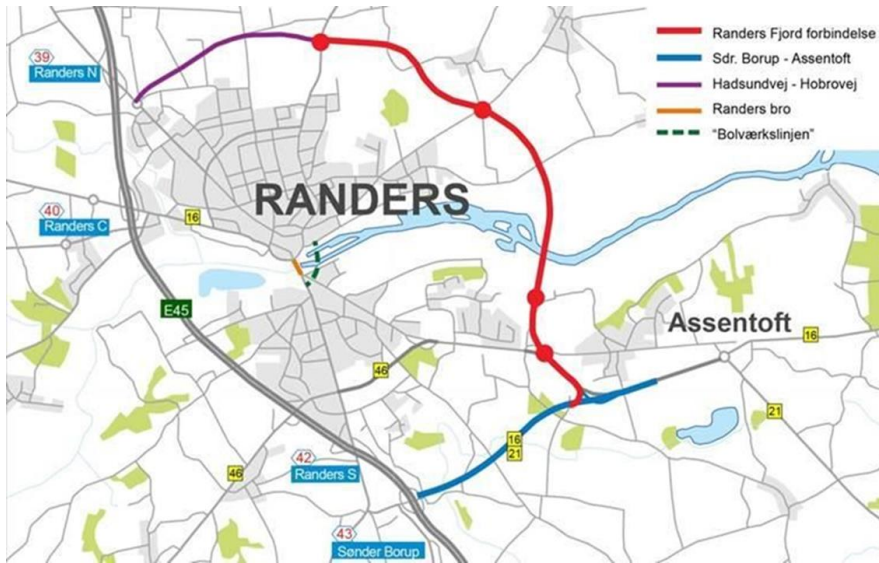 Randers Fjord forbindelse
Sdr. Borup - Assentoft
Hadsundvej - Hobrovej
Randers bro
"Bolværkslinjen"
39
Randers N
RANDERS
40
Randers C
16
E45
Assentoft
16
46
21
16
21
42
Randers S
46
43
Sønder Borup